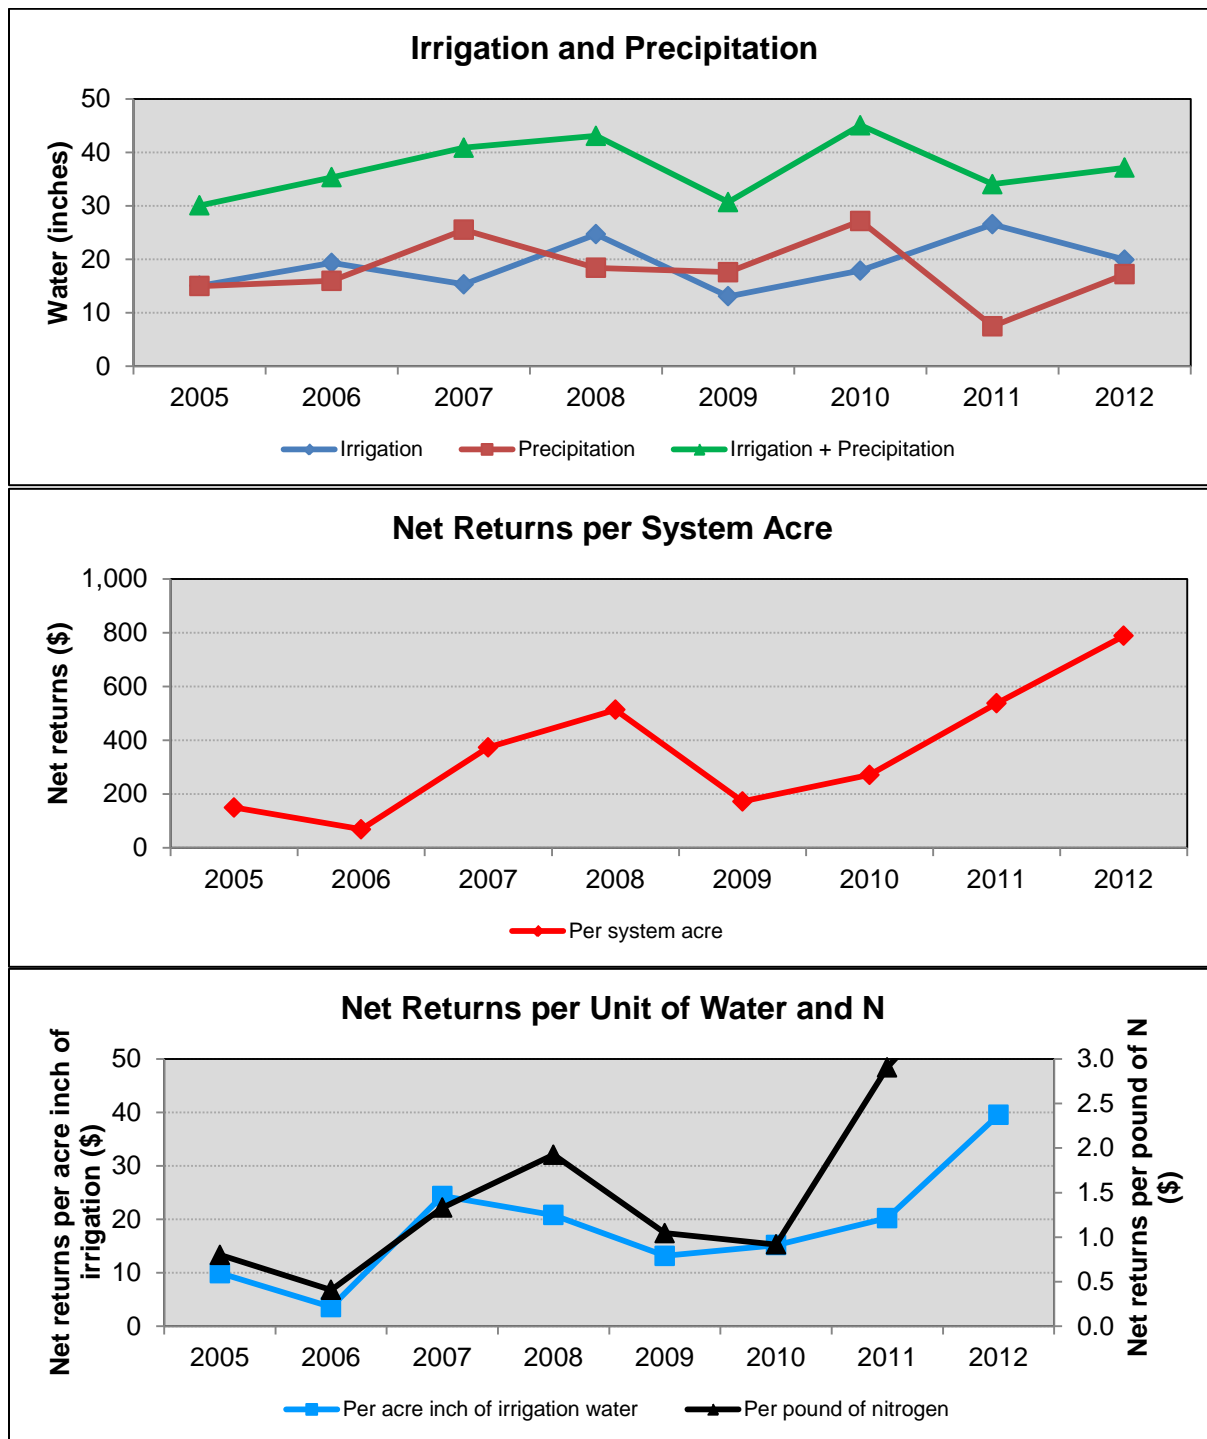 Irrigation and Precipitation
Water (inches)
50
40
30
20
10
0
2005 2006 2007 2008 2009 2010 2011 2012
Irrigation Precipitation Irrigation + Precipitation
Net Returns per System Acre
Net returns ($)
1,000
800
600
400
200
0
2005 2006 2007 2008 2009 2010 2011 2012
Per system acre
Net Returns per Unit of Water and N
Net returns per acre inch of
irrigation ($)
50
40
30
20
10
0
3.0
2.5
2.0
1.5
1.0
0.5
0.0
Net returns per pound of N
($)
2005 2006 2007 2008 2009 2010 2011 2012
Per acre inch of irrigation water Per pound of nitrogen